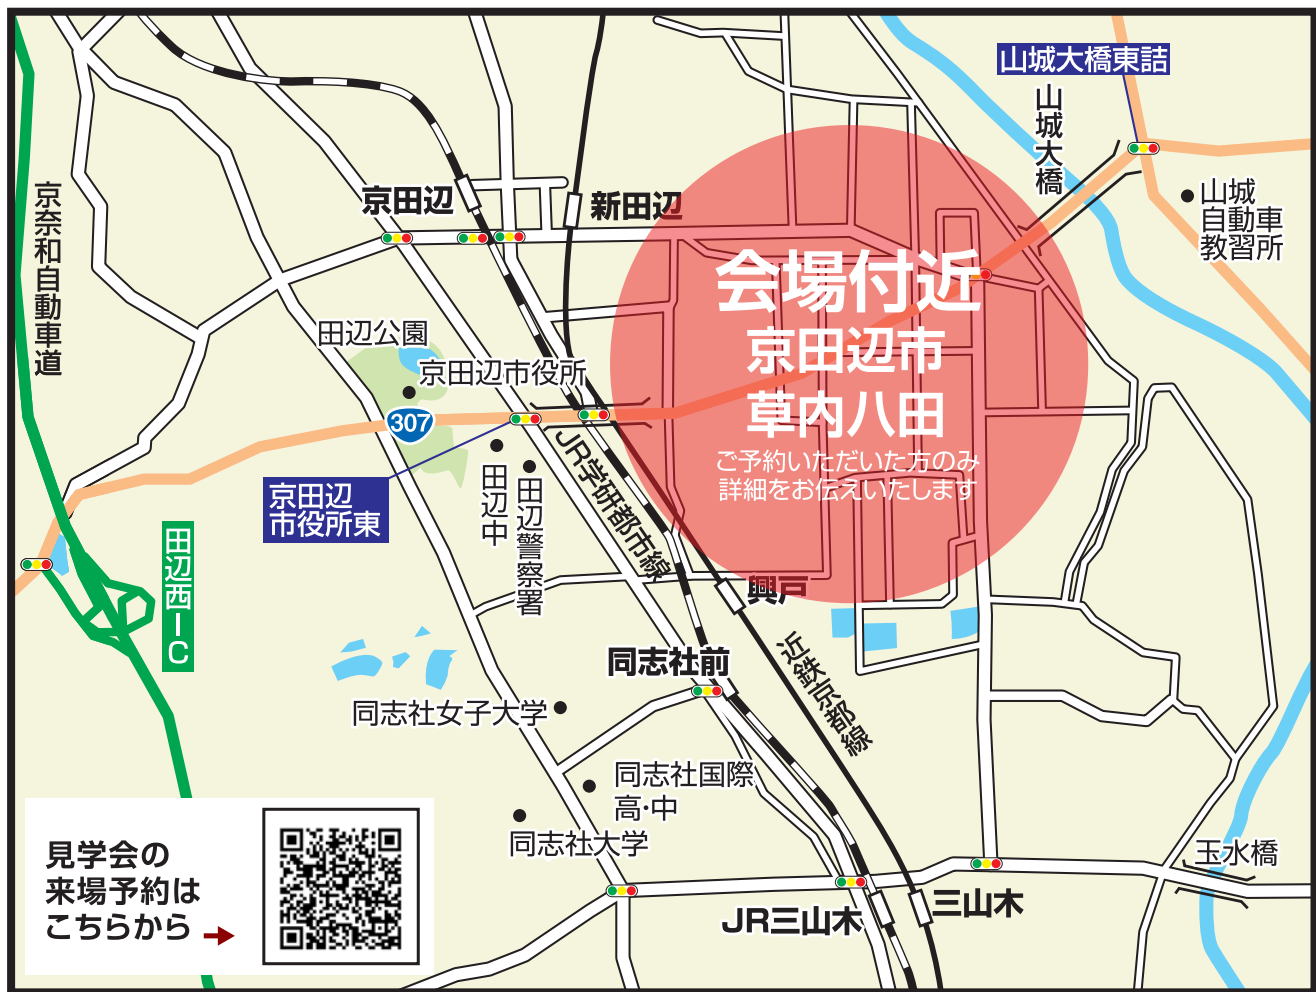 山城大橋東詰
山城大橋
山城
自動車
教習所
京田辺
新田辺
京奈和自動車道
会場付近
京田辺市
草内八田
ご予約いただいた方のみ
詳細をお伝えいたします
田辺公園
京田辺市役所
307
京田辺
市役所東
田辺中
田辺警察署
JR学研都市線
田辺西IC
興戸
近鉄京都線
同志社前
同志社女子大学
同志社国際
高・中
同志社大学
見学会の
来場予約は
こちらから
JR三山木
三山木
玉水橋